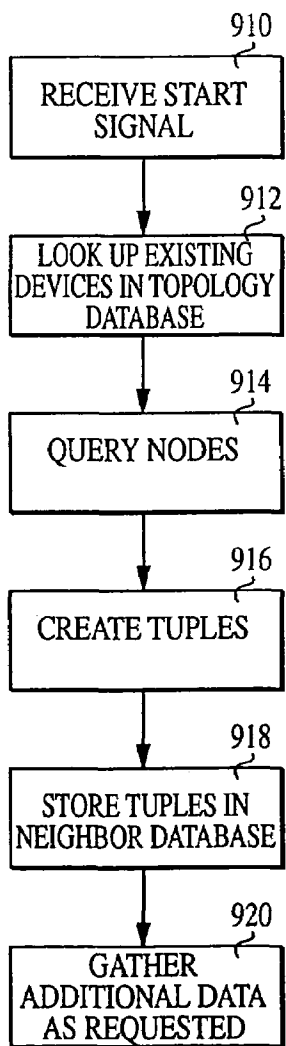 910
RECEIVE START
SIGNAL
912
LOOK UP EXISTING
DEVICES IN TOPOLOGY
DATABASE
914
QUERY NODES
916
CREATE TUPLES
918
STORE TUPLES IN
NEIGHBOR DATABASE
920
GATHER
ADDITIONAL DATA
AS REQUESTED